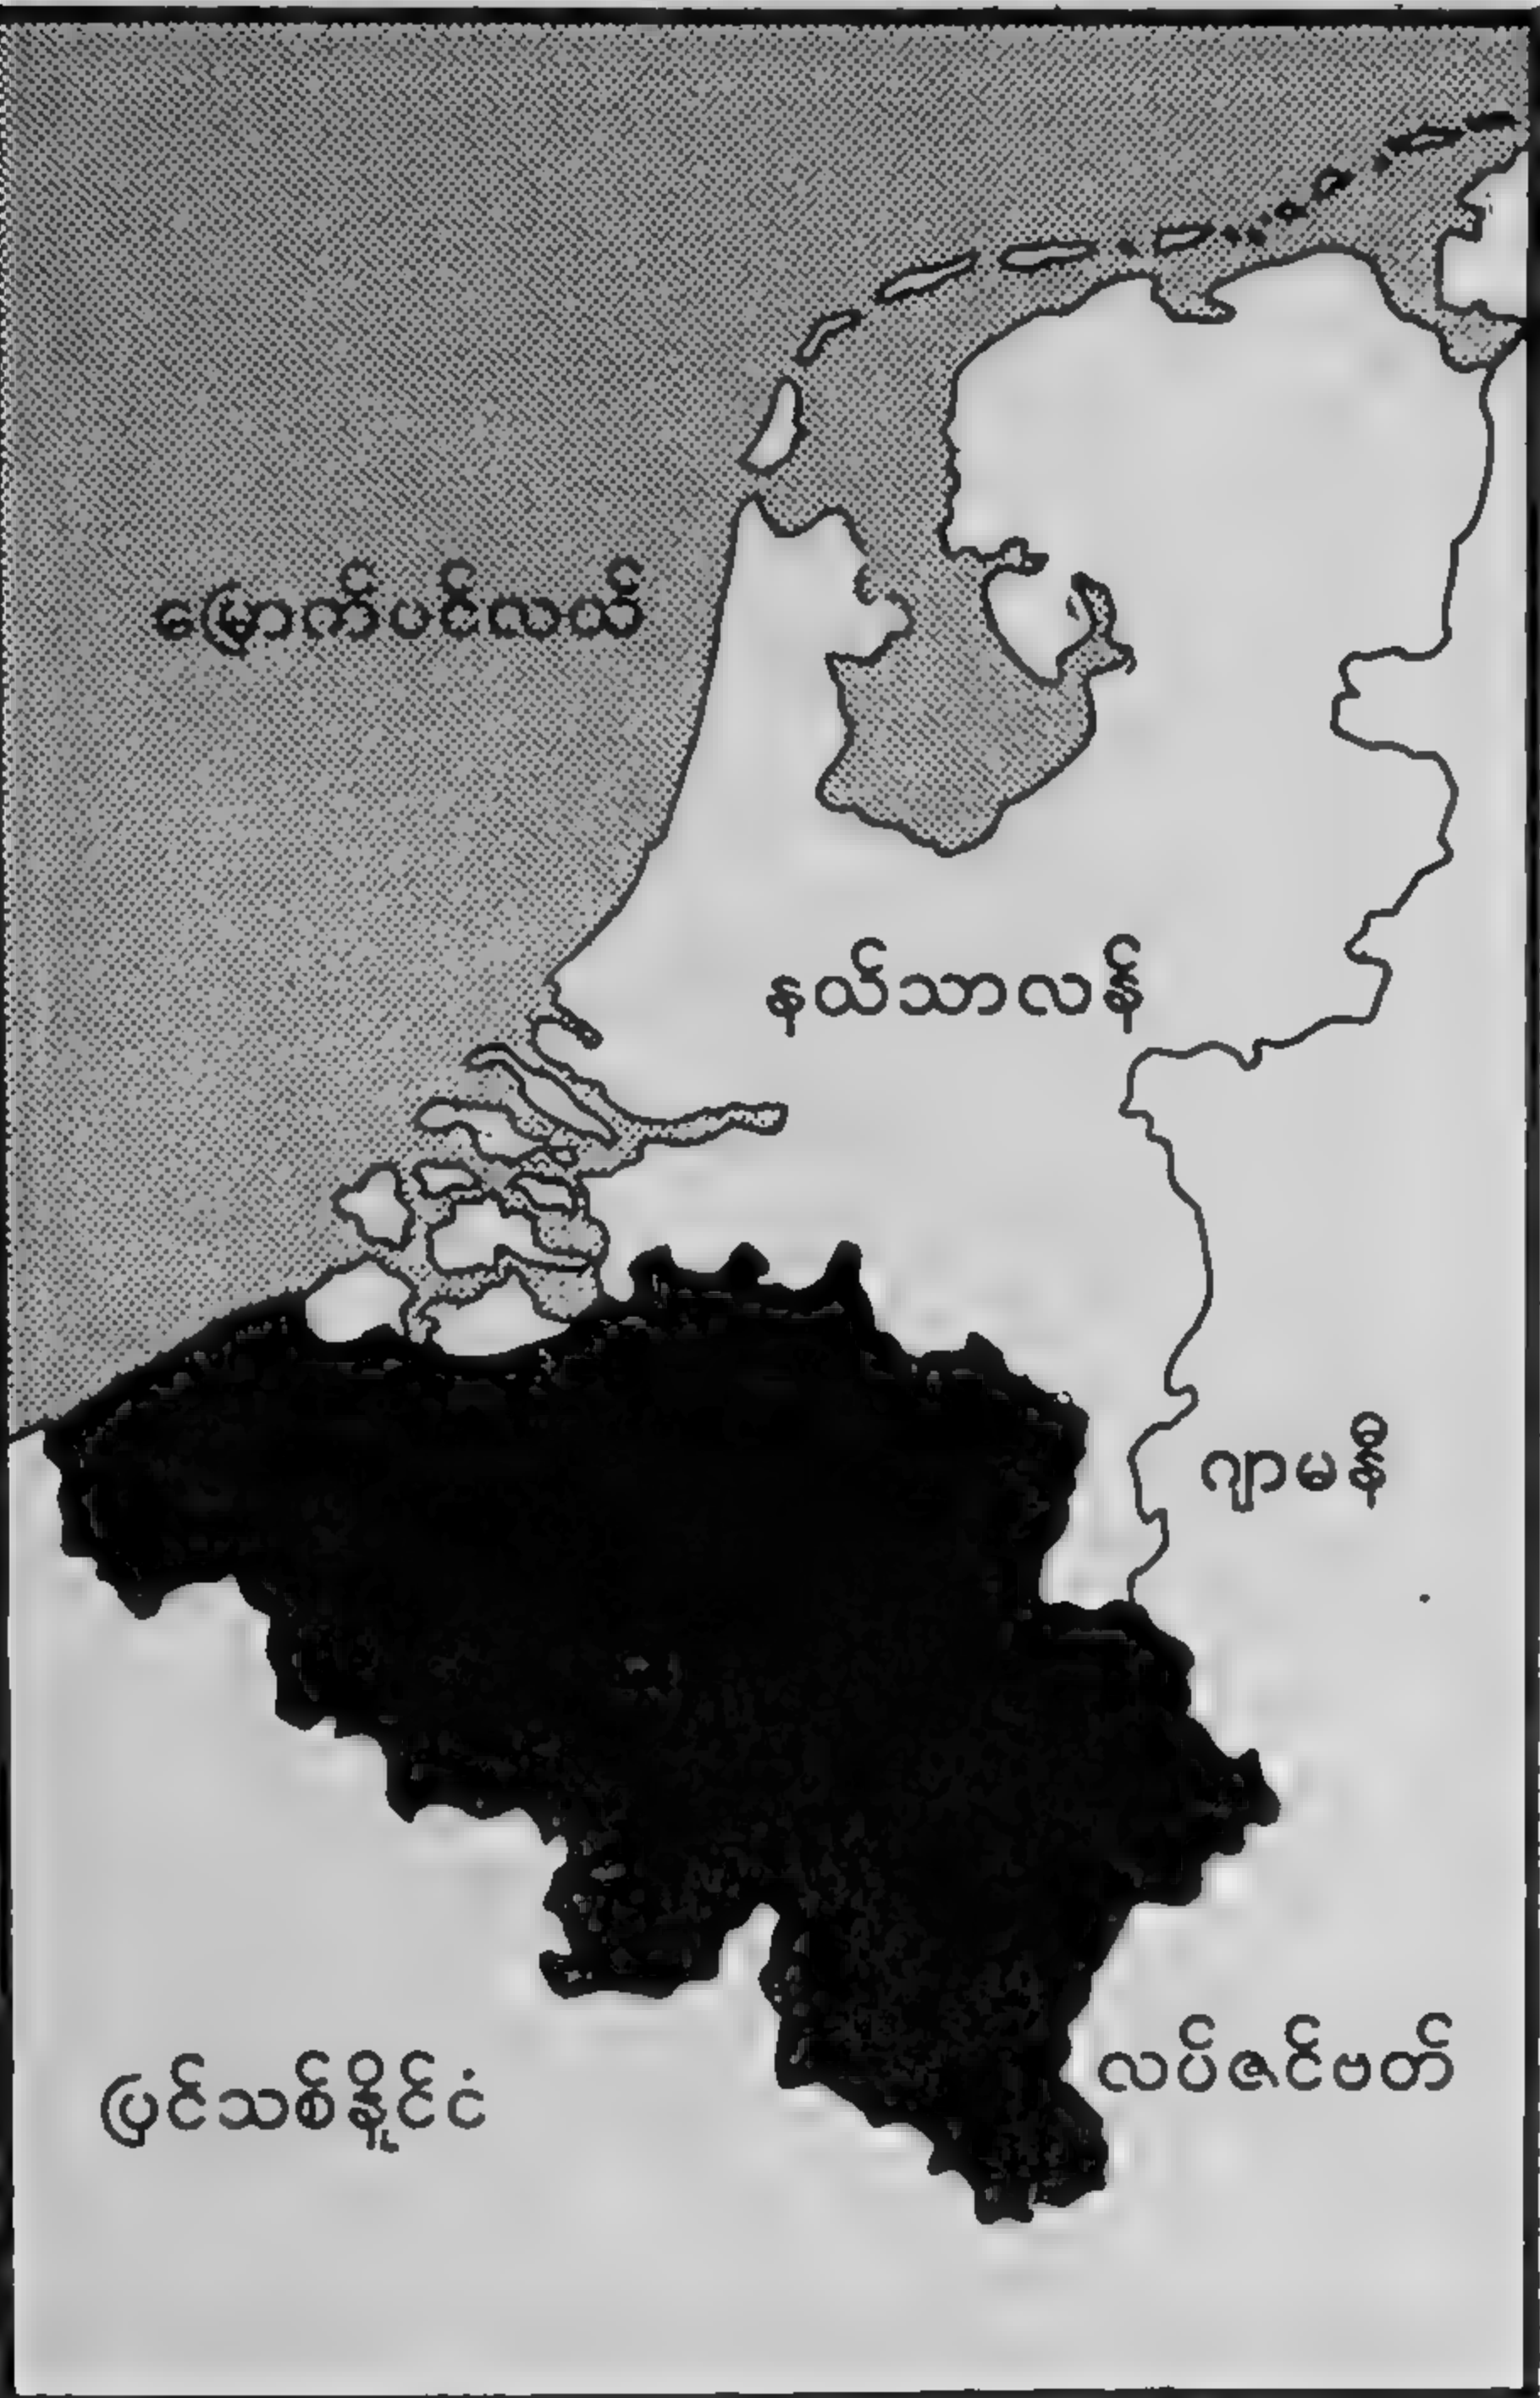 မြောက်ပင်လယ်
နယ်သာလန်
ဂျာမနီ
လပ်ဇင်ဗတ်
ပြင်သစ်နိုင်ငံ